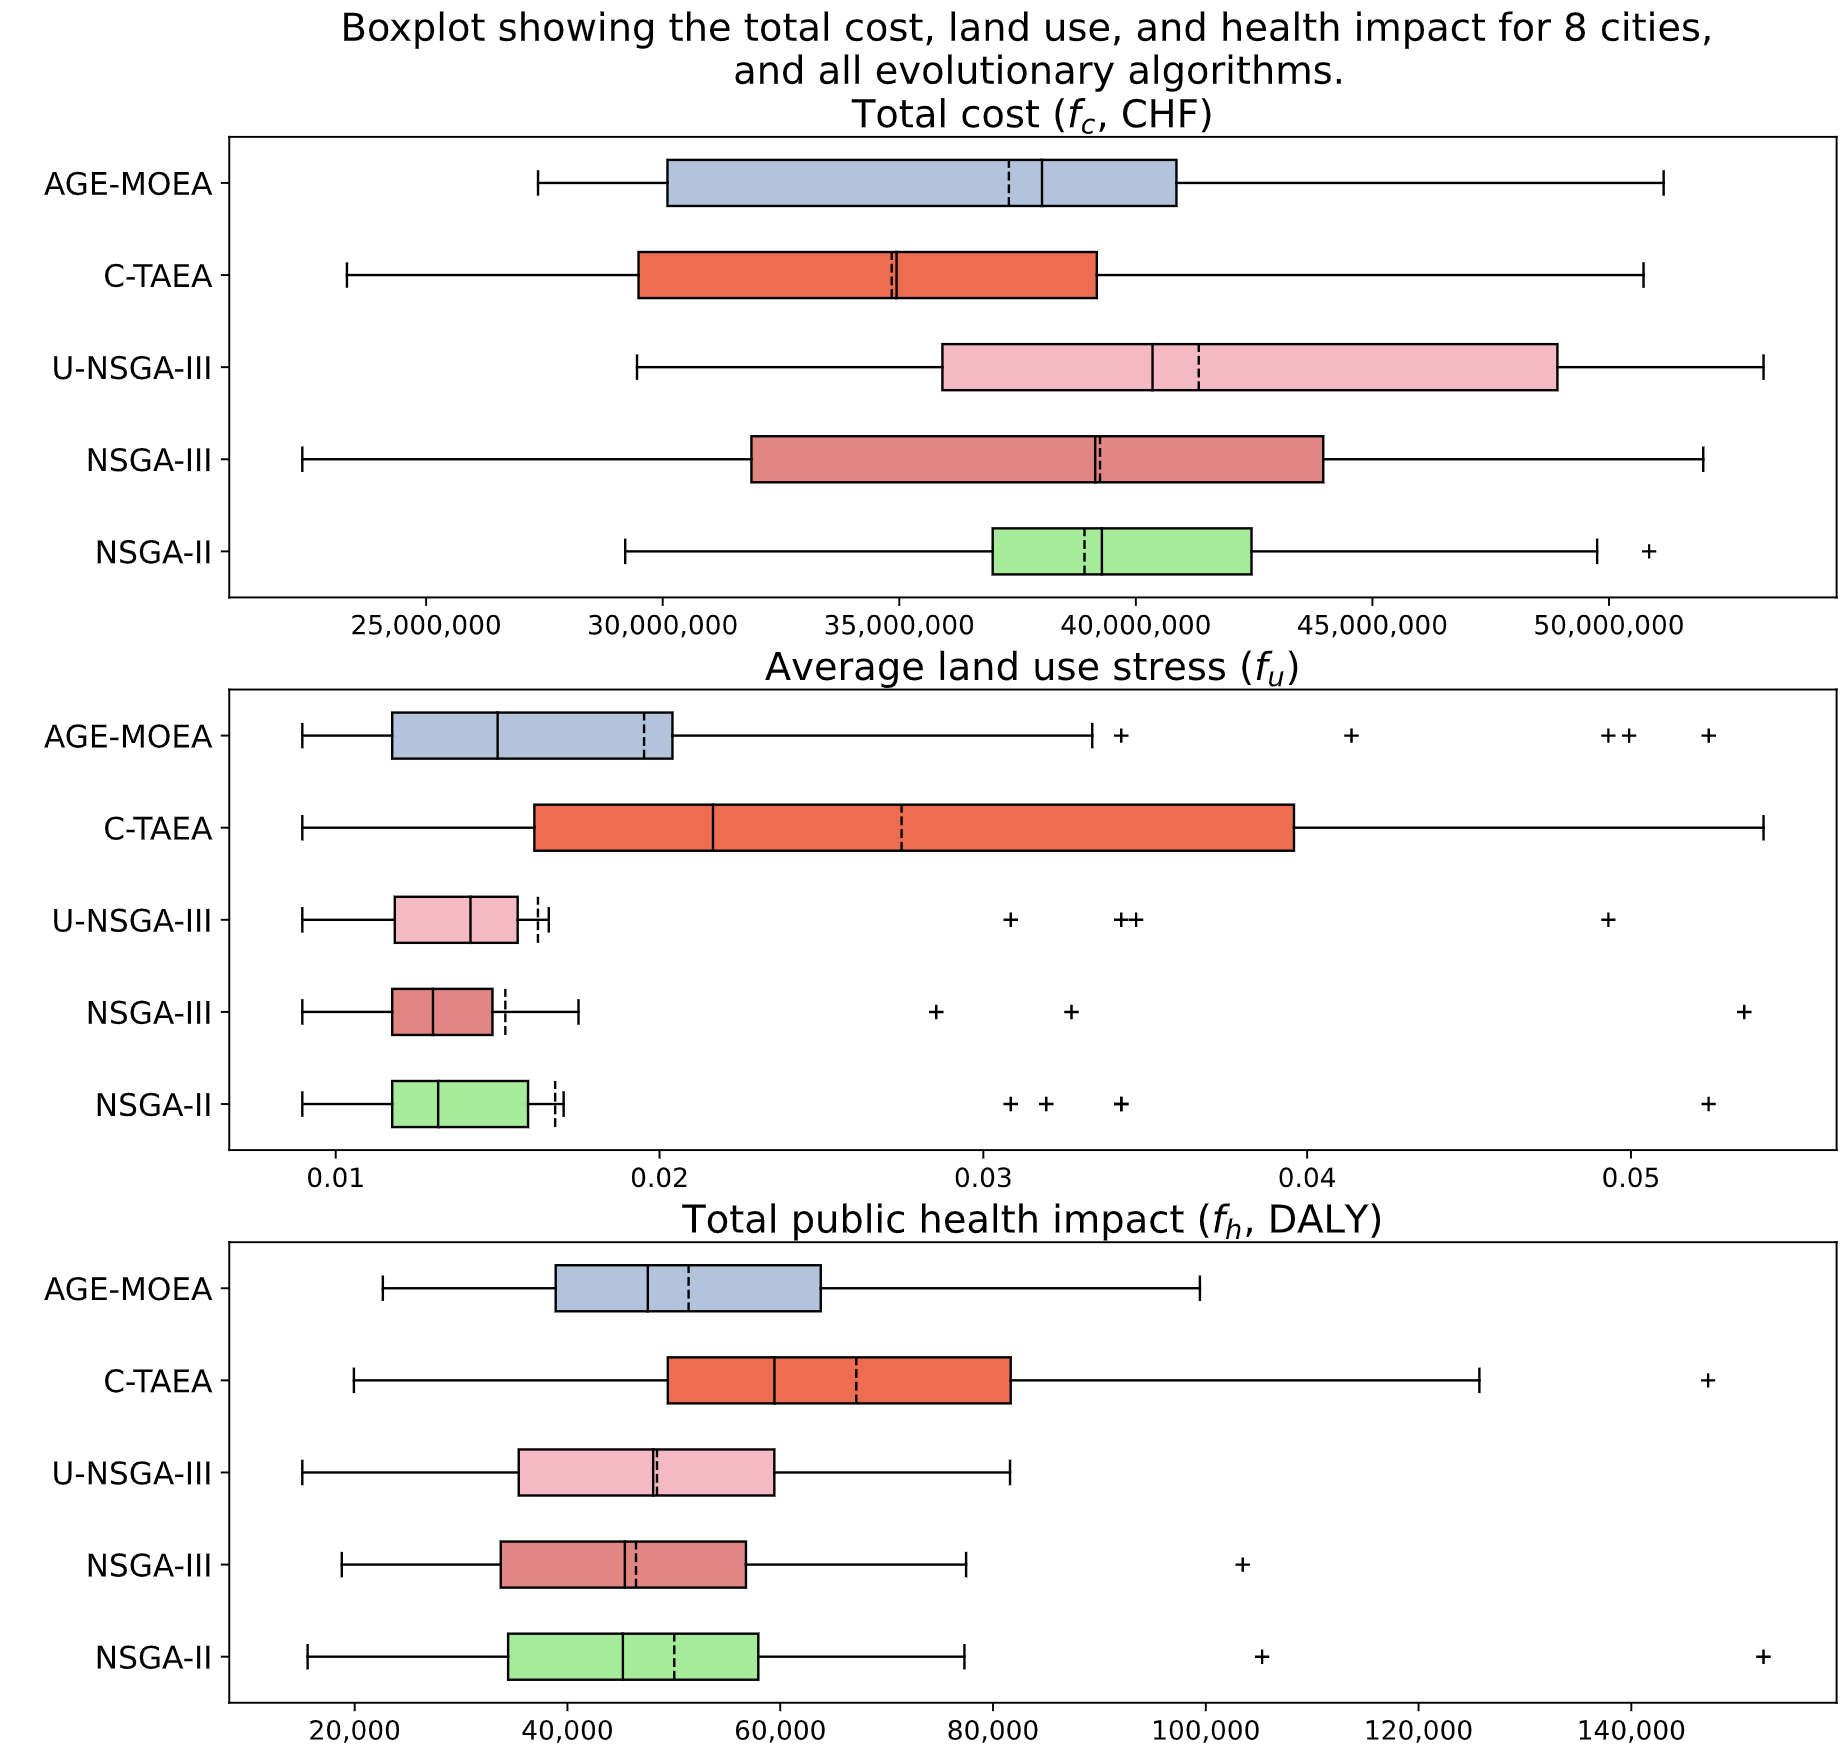 Boxplot showing the total cost, land use, and health impact for 8 cities,
and all evolutionary algorithms.
Total cost (f_c, CHF)
AGE-MOEA
C-TAEA
U-NSGA-III
NSGA-III
NSGA-II
25,000,000 30,000,000 35,000,000 40,000,000 45,000,000 50,000,000
Average land use stress (f_u)
AGE-MOEA
C-TAEA
U-NSGA-III
NSGA-III
NSGA-II
0.01 0.02 0.03 0.04 0.05
Total public health impact (f_h, DALY)
AGE-MOEA
C-TAEA
U-NSGA-III
NSGA-III
NSGA-II
20,000 40,000 60,000 80,000 100,000 120,000 140,000